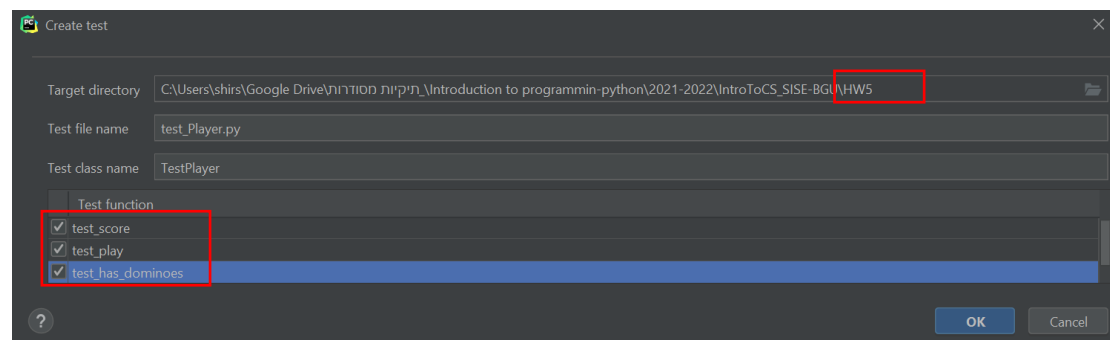 PC
Create test
Target directory C:\Users\shirs\Google Drive\תיקיות מסודרות_\Introduction to programmin-python\2021-2022\IntroToCS_SISE-BGU\HW5
Test file name test_Player.py
Test class name TestPlayer
Test function
test_score
test_play
test_has_dominoes
? OK Cancel